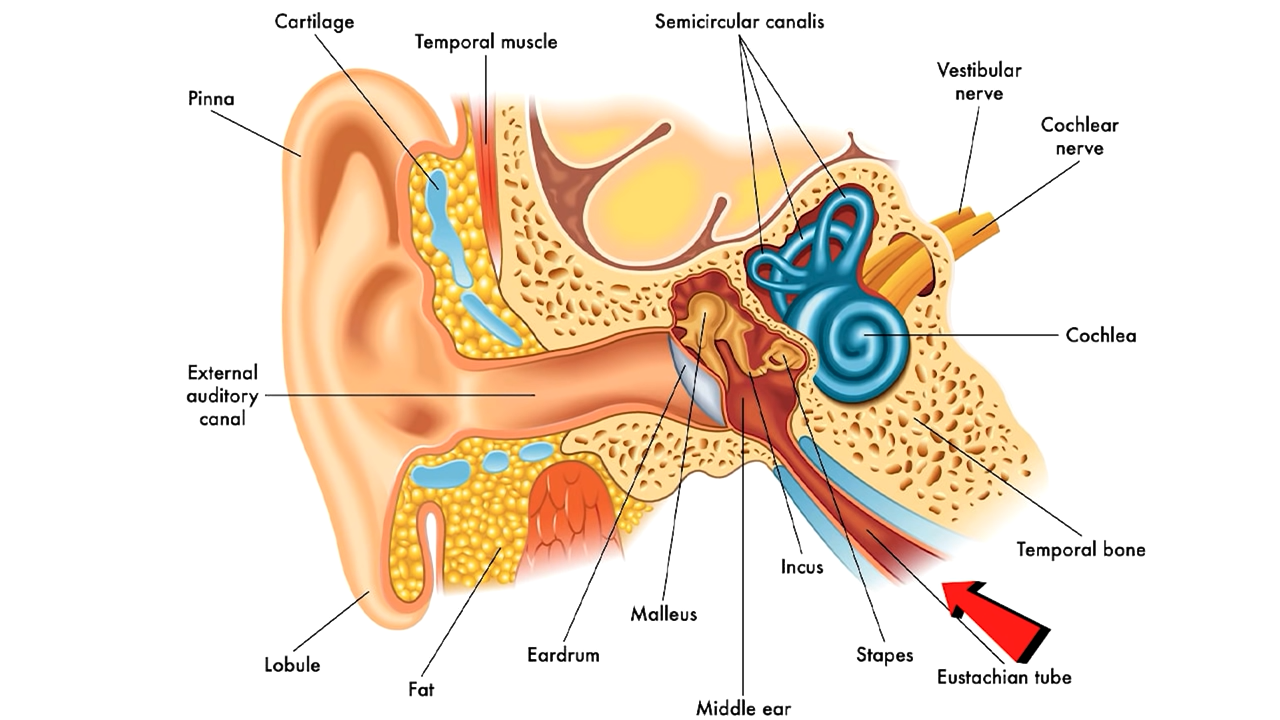 Cartilage
Semicircular canalis
Temporal muscle
Vestibular
nerve
Pinna
Cochlear
nerve
Cochlea
External
auditory
canal
Temporal bone
Incus
Malleus
Lobule
Eardrum
Stapes
Fat
Eustachian tube
Middle ear